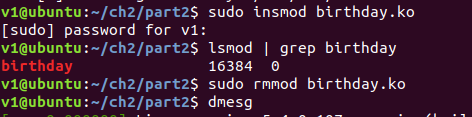 v1@ubuntu:~/ch2/part2$ sudo insmod birthday.ko
[sudo] password for v1:
v1@ubuntu:~/ch2/part2$ lsmod | grep birthday
birthday 16384 0
v1@ubuntu:~/ch2/part2$ sudo rmmod birthday.ko
v1@ubuntu:~/ch2/part2$ dmesg